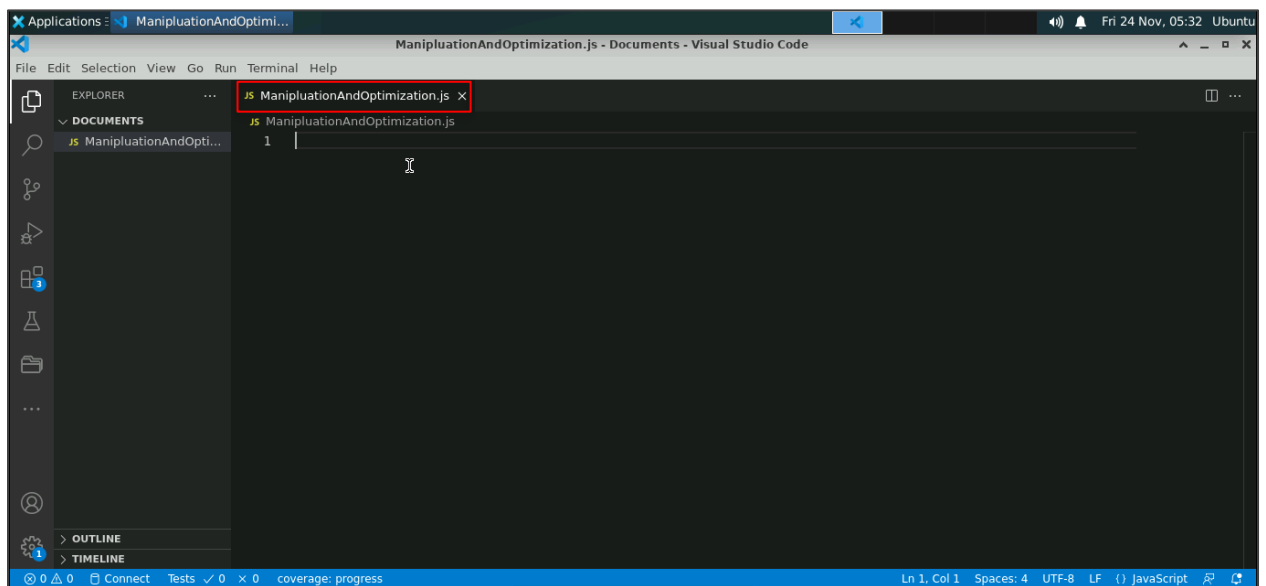 Applications ManipluationAndOptimi... Fri 24 Nov, 05:32 Ubuntu
ManipluationAndOptimization.js - Documents - Visual Studio Code
File Edit Selection View Go Run Terminal Help
EXPLORER ... JS ManipluationAndOptimization.js × ...
DOCUMENTS JS ManipluationAndOptimization.js
JS ManipluationAndOpti... 1
3
1
OUTLINE
TIMELINE
0 0 Connect Tests ✓ 0 × 0 coverage: progress Ln 1, Col 1 Spaces: 4 UTF-8 LF {} JavaScript